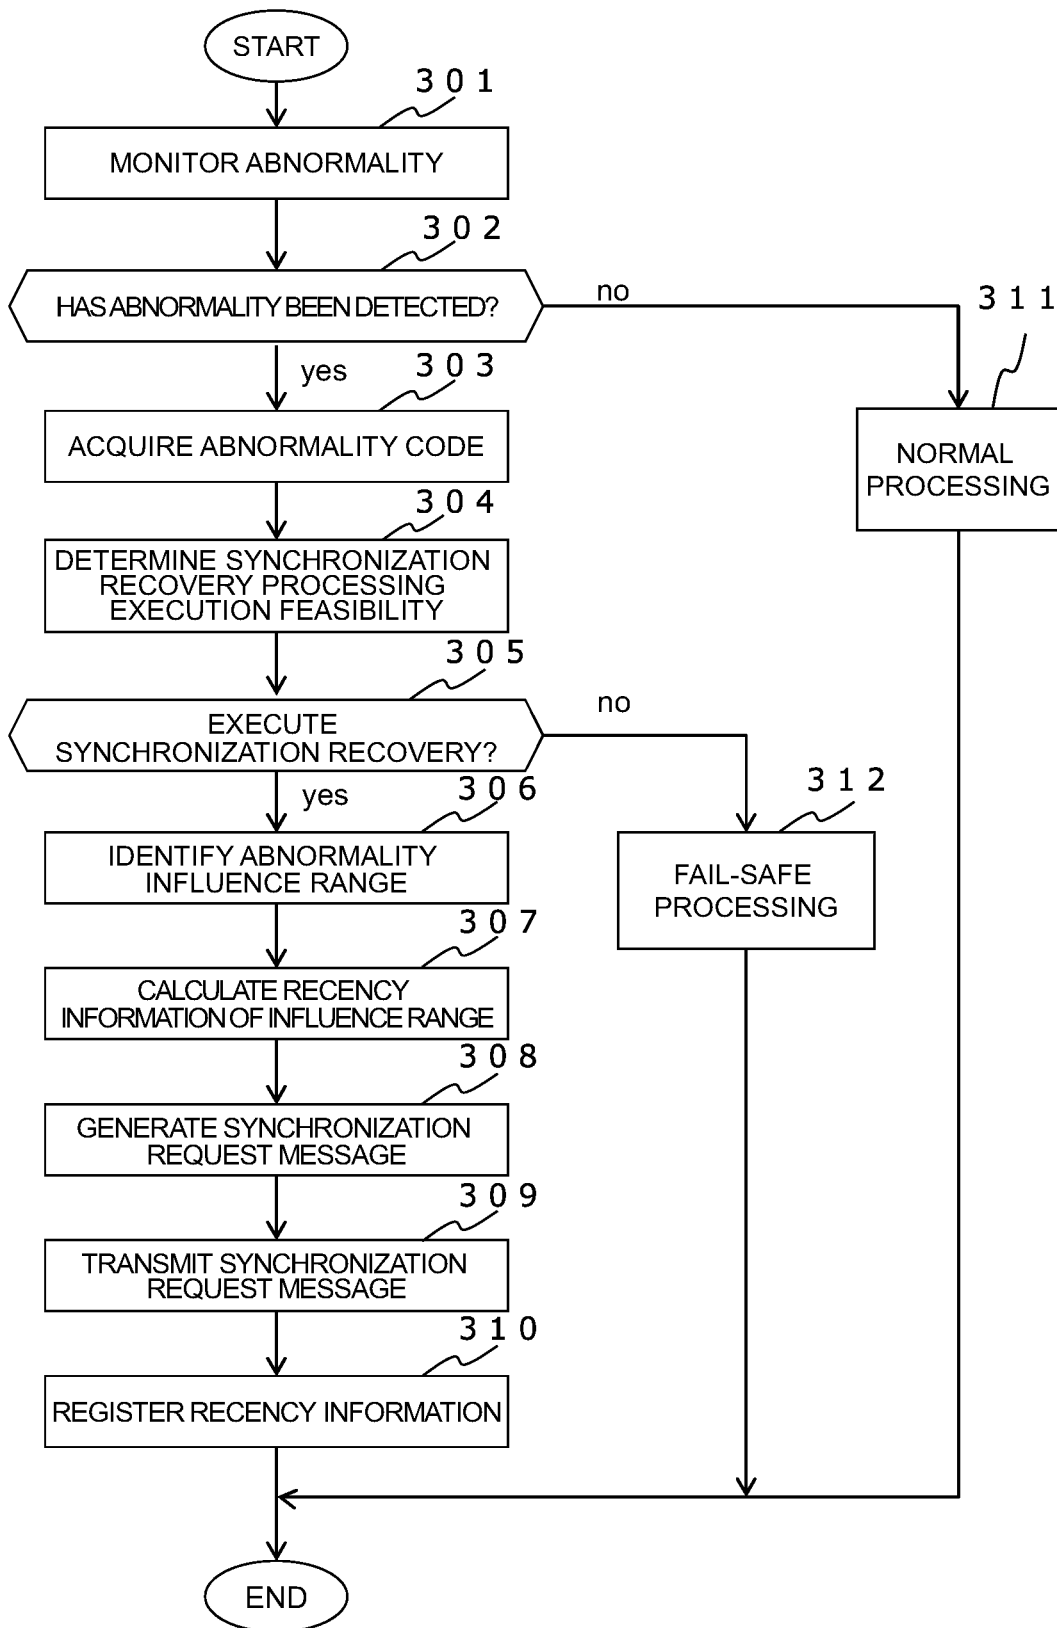 START
301
MONITOR ABNORMALITY
302
HAS ABNORMALITY BEEN DETECTED?
no
311
yes
303
ACQUIRE ABNORMALITY CODE
NORMAL
PROCESSING
304
DETERMINE SYNCHRONIZATION
RECOVERY PROCESSING
EXECUTION FEASIBILITY
305
EXECUTE
SYNCHRONIZATION RECOVERY?
no
yes
306
312
IDENTIFY ABNORMALITY
INFLUENCE RANGE
FAIL-SAFE
PROCESSING
307
CALCULATE RECENCY
INFORMATION OF INFLUENCE RANGE
308
GENERATE SYNCHRONIZATION
REQUEST MESSAGE
309
TRANSMIT SYNCHRONIZATION
REQUEST MESSAGE
310
REGISTER RECENCY INFORMATION
END